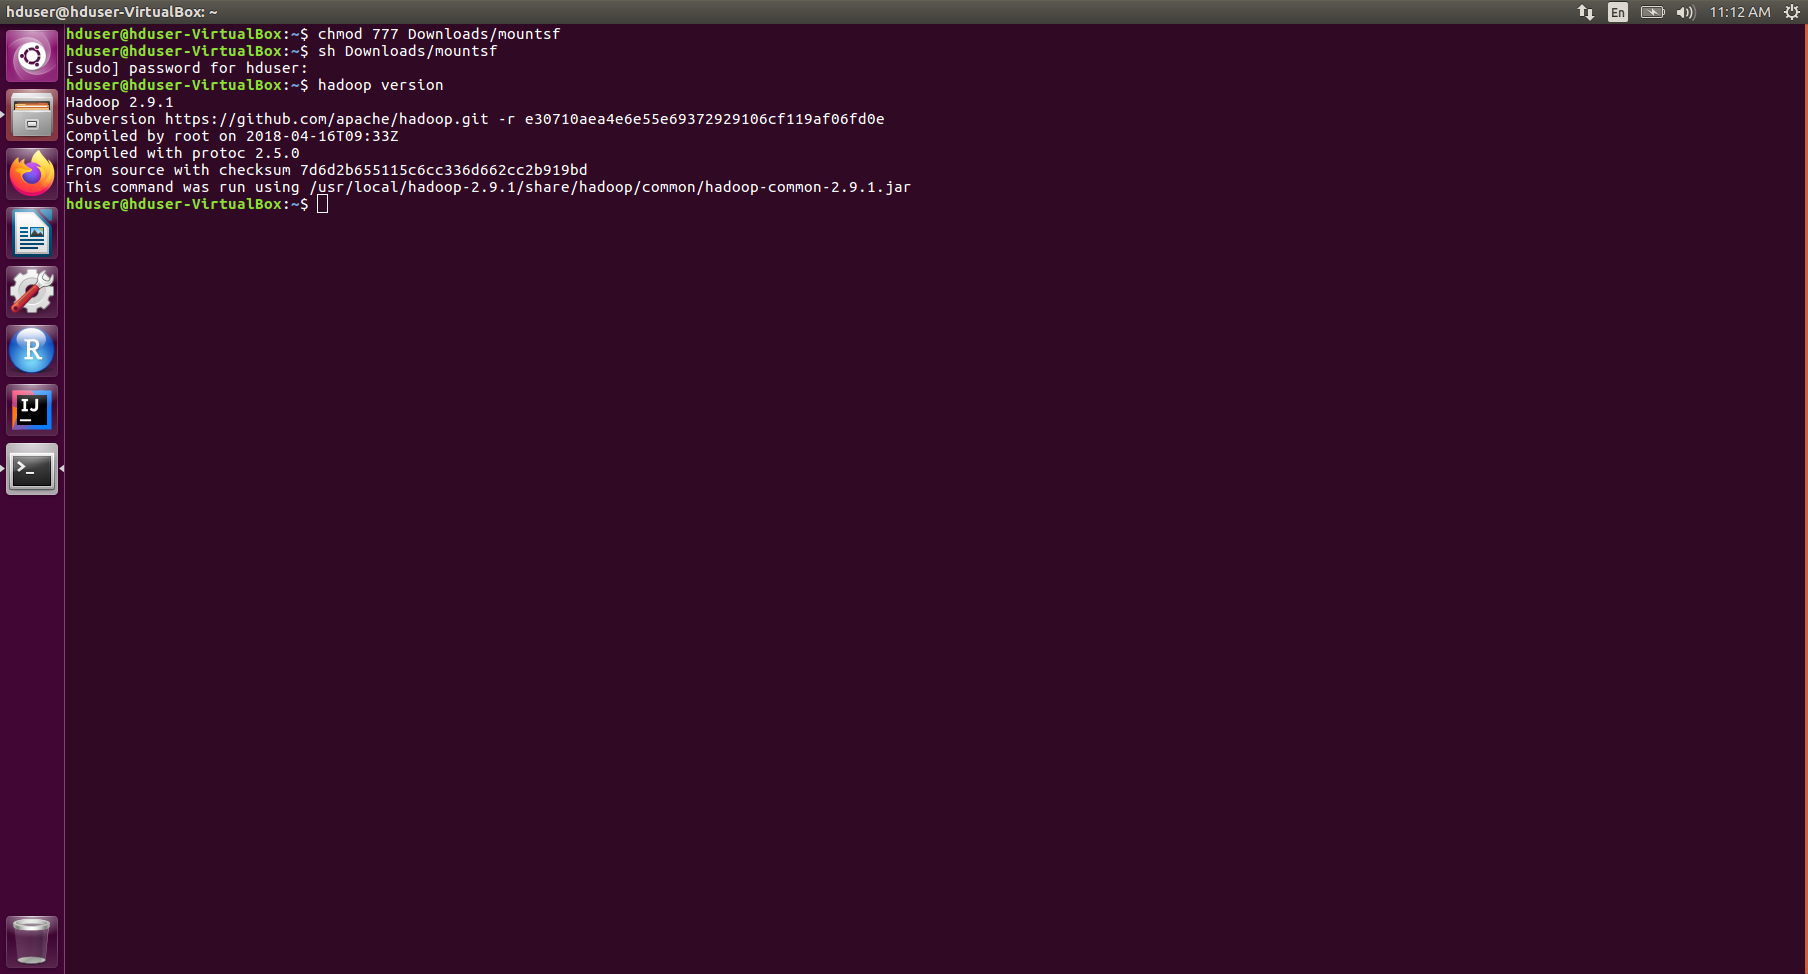 hduser@hduser-VirtualBox: ~
En
11:12 AM
hduser@hduser-VirtualBox:~$ chmod 777 Downloads/mountsf
hduser@hduser-VirtualBox:~$ sh Downloads/mountsf
[sudo] password for hduser:
hduser@hduser-VirtualBox:~$ hadoop version
Hadoop 2.9.1
Subversion https://github.com/apache/hadoop.git -r e30710aea4e6e55e69372929106cf119af06fd0e
Compiled by root on 2018-04-16T09:33Z
Compiled with protoc 2.5.0
From source with checksum 7d6d2b655115c6cc336d662cc2b919bd
This command was run using /usr/local/hadoop-2.9.1/share/hadoop/common/hadoop-common-2.9.1.jar
hduser@hduser-VirtualBox:~$
R
IJ
>_